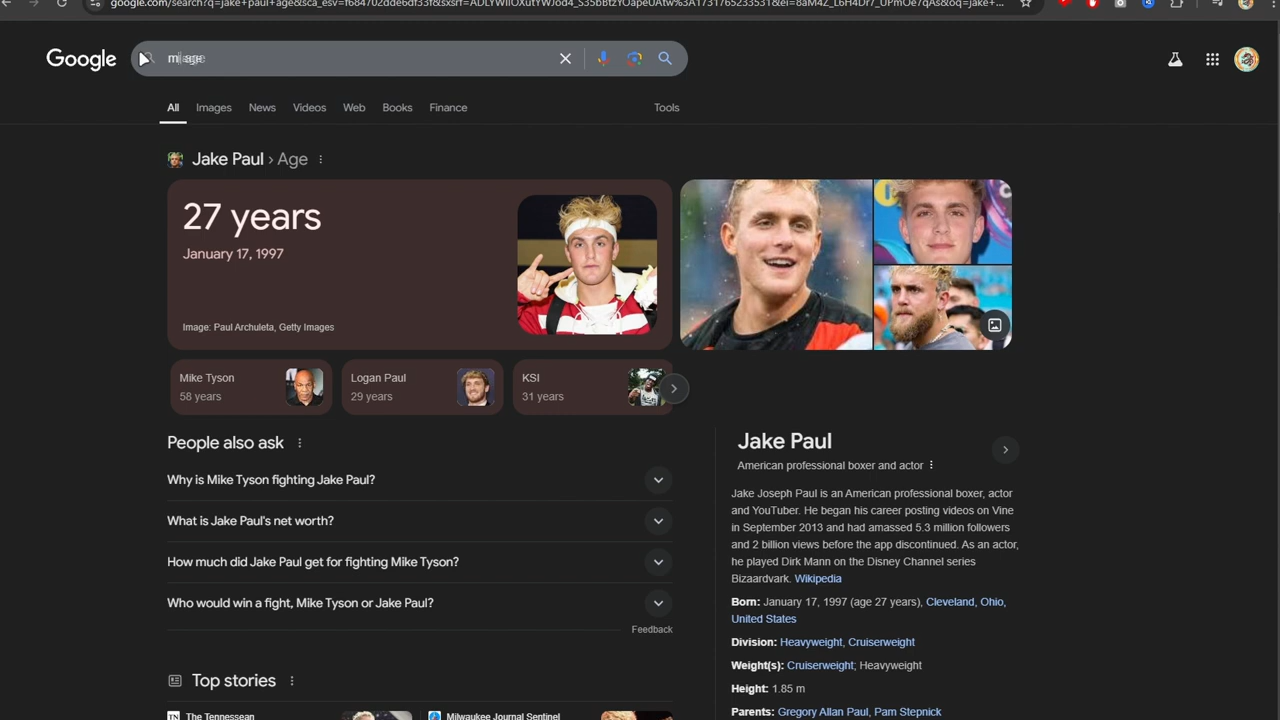 Google
m age
All Images News Videos Web Books Finance Tools
Jake Paul › Age
27 years
January 17, 1997
Image: Paul Archuleta, Getty Images
Mike Tyson
58 years
Logan Paul
29 years
KSI
31 years
People also ask
Why is Mike Tyson fighting Jake Paul?
What is Jake Paul's net worth?
How much did Jake Paul get for fighting Mike Tyson?
Who would win a fight, Mike Tyson or Jake Paul?
Feedback
Top stories
The Tennessean
Milwaukee Journal Sentinel
Jake Paul
American professional boxer and actor
Jake Joseph Paul is an American professional boxer, actor
and YouTuber. He began his career posting videos on Vine
in September 2013 and had amassed 5.3 million followers
and 2 billion views before the app discontinued. As an actor,
he played Dirk Mann on the Disney Channel series
Bizaardvark. Wikipedia
Born: January 17, 1997 (age 27 years), Cleveland, Ohio,
United States
Division: Heavyweight, Cruiserweight
Weight(s): Cruiserweight; Heavyweight
Height: 1.85 m
Parents: Gregory Allan Paul, Pam Stepnick